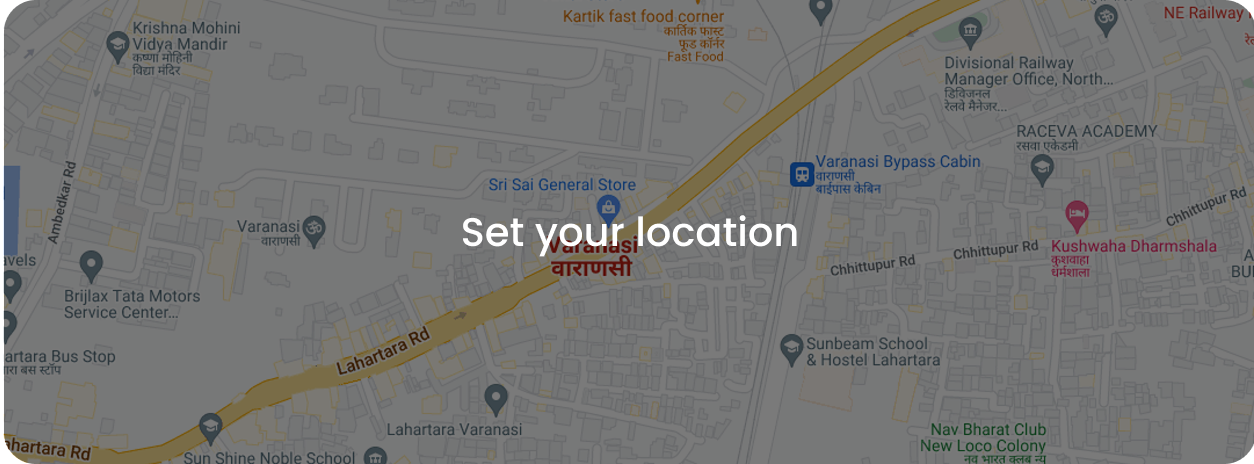 Krishna Mohini
Vidya Mandir
कृष्णा मोहिनी
विद्या मंदिर
Kartik fast food corner
कार्तिक फास्ट
फूड कॉर्नर
Fast Food
NE Railway
Divisional Railway
Manager Office, North...
डिविजनल
रेलवे मैनेजर...
RACEVA ACADEMY
रसवा एकेडमी
Varanasi Bypass Cabin
वाराणसी
बाईपास केबिन
Sri Sai General Store
Ambedkar Rd
Varanasi
वाराणसी
Set your location
Varanasi
वाराणसी
Chhittupur Rd
Chhittupur Rd
Chhittupur Rd
Kushwaha Dharmshala
कुशवाहा
धर्मशाला
avels
Brijlax Tata Motors
Service Center...
Lahartara Rd
Sunbeam School
& Hostel Lahartara
artara Bus Stop
तारा बस स्टॉप
Lahartara Varanasi
Nav Bharat Club
New Loco Colony
नव भारत क्लब न्यू
ahartara Rd
Sun Shine Noble School